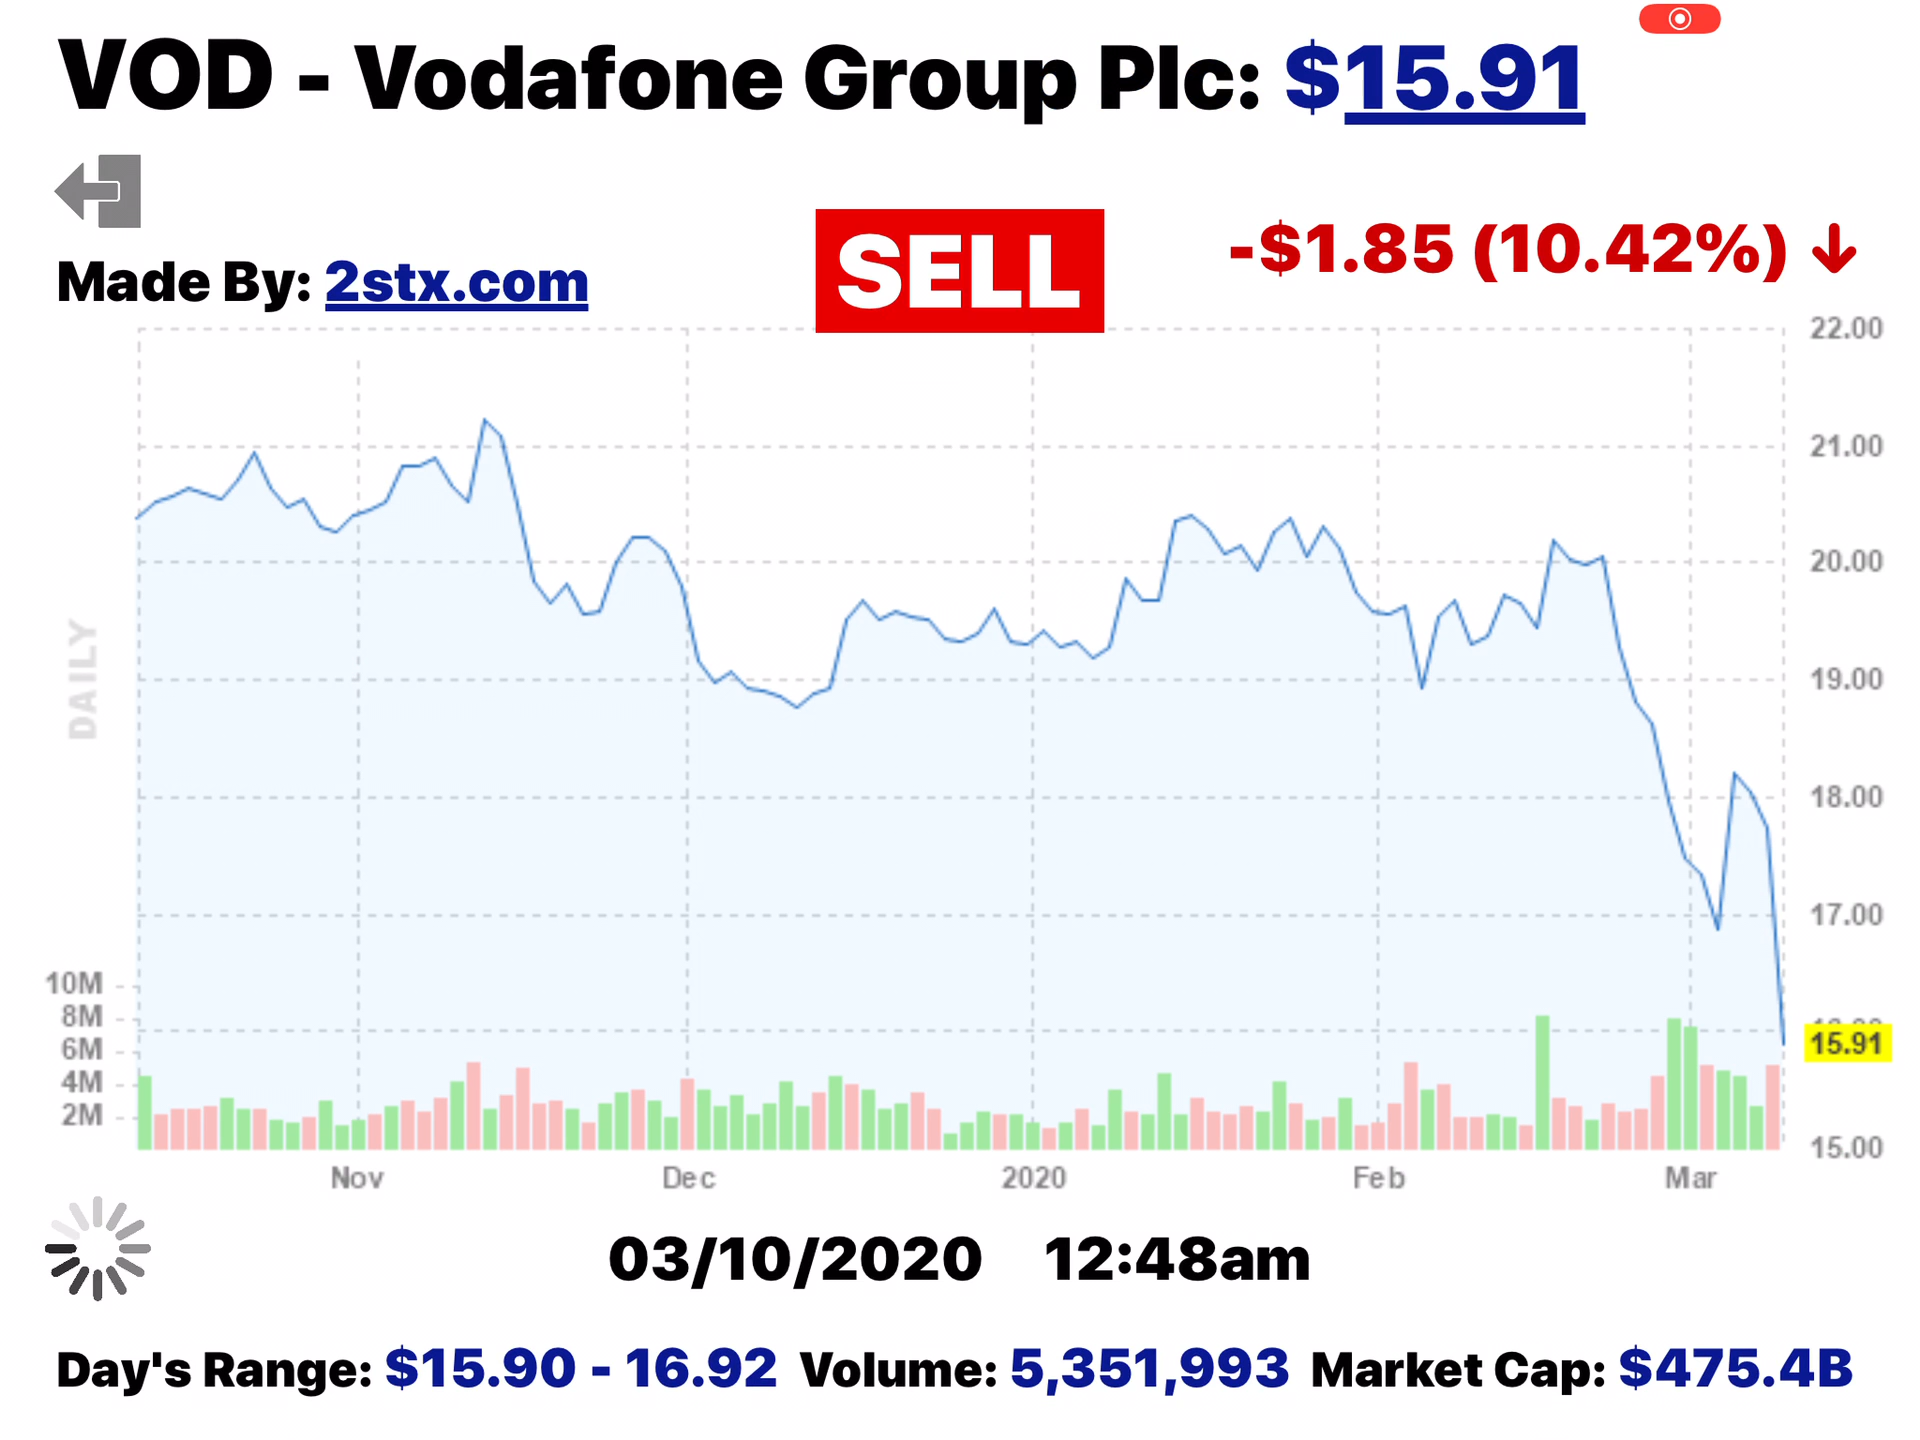 VOD - Vodafone Group Plc: $15.91
Made By: 2stx.com
SELL
-$1.85 (10.42%) ↓
22.00
21.00
20.00
19.00
18.00
17.00
15.91
15.00
DAILY
10M
8M
6M
4M
2M
Nov Dec 2020 Feb Mar
03/10/2020 12:48am
Day's Range: $15.90 - 16.92 Volume: 5,351,993 Market Cap: $475.4B